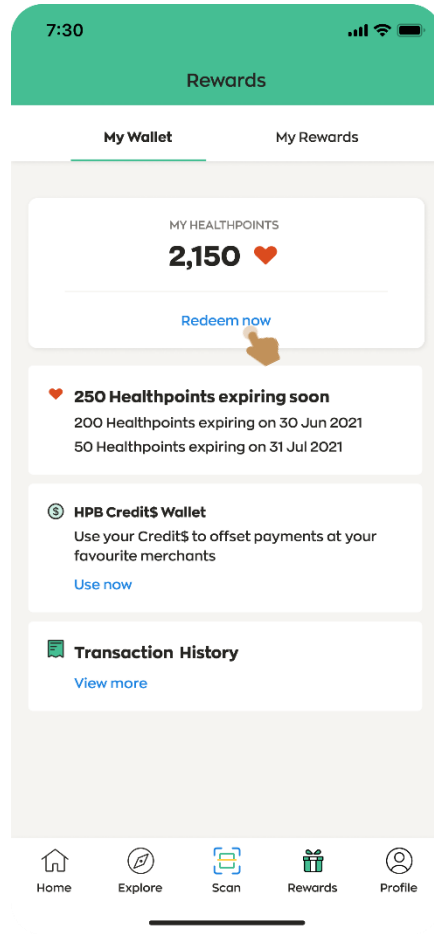 7:30
Rewards
My Wallet
My Rewards
MY HEALTHPOINTS
2,150
Redeem now
250 Healthpoints expiring soon
200 Healthpoints expiring on 30 Jun 2021
50 Healthpoints expiring on 31 Jul 2021
$ HPB Credit$ Wallet
Use your Credit$ to offset payments at your
favourite merchants
Use now
Transaction History
View more
Home
Explore
Scan
Rewards
Profile